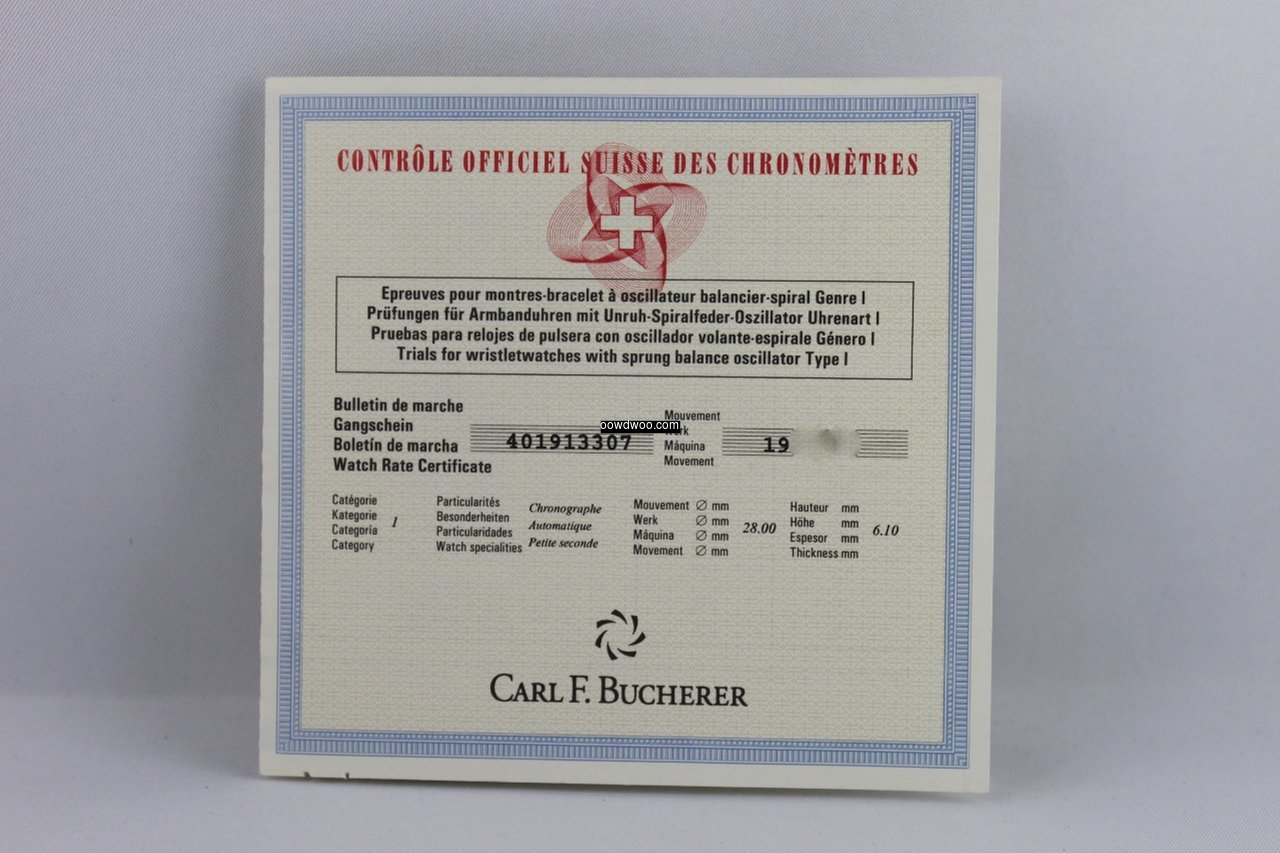 CONTRÔLE OFFICIEL SUISSE DES CHRONOMÈTRES
Epreuves pour montres-bracelet à oscillateur balancier-spiral Genre I
Prüfungen für Armbanduhren mit Unruh-Spiralfeder-Oszillator Uhrenart I
Pruebas para relojes de pulsera con oscillador volante-espirale Género I
Trials for wristletwatches with sprung balance oscillator Type I
Bulletin de marche
Gangschein
Boletín de marcha
Watch Rate Certificate
401913307
oowdwoo.com
Mouvement
Máquina
Movement
19
Catégorie
Kategorie
Categoria
Category
1
Particularités
Besonderheiten
Particularidades
Watch specialities
Chronographe
Automatique
Petite seconde
Mouvement ∅ mm
Werk ∅ mm
Máquina ∅ mm
Movement ∅ mm
28.00
Hauteur mm
Höhe mm
Espesor mm
Thickness mm
6.10
CARL F. BUCHERER